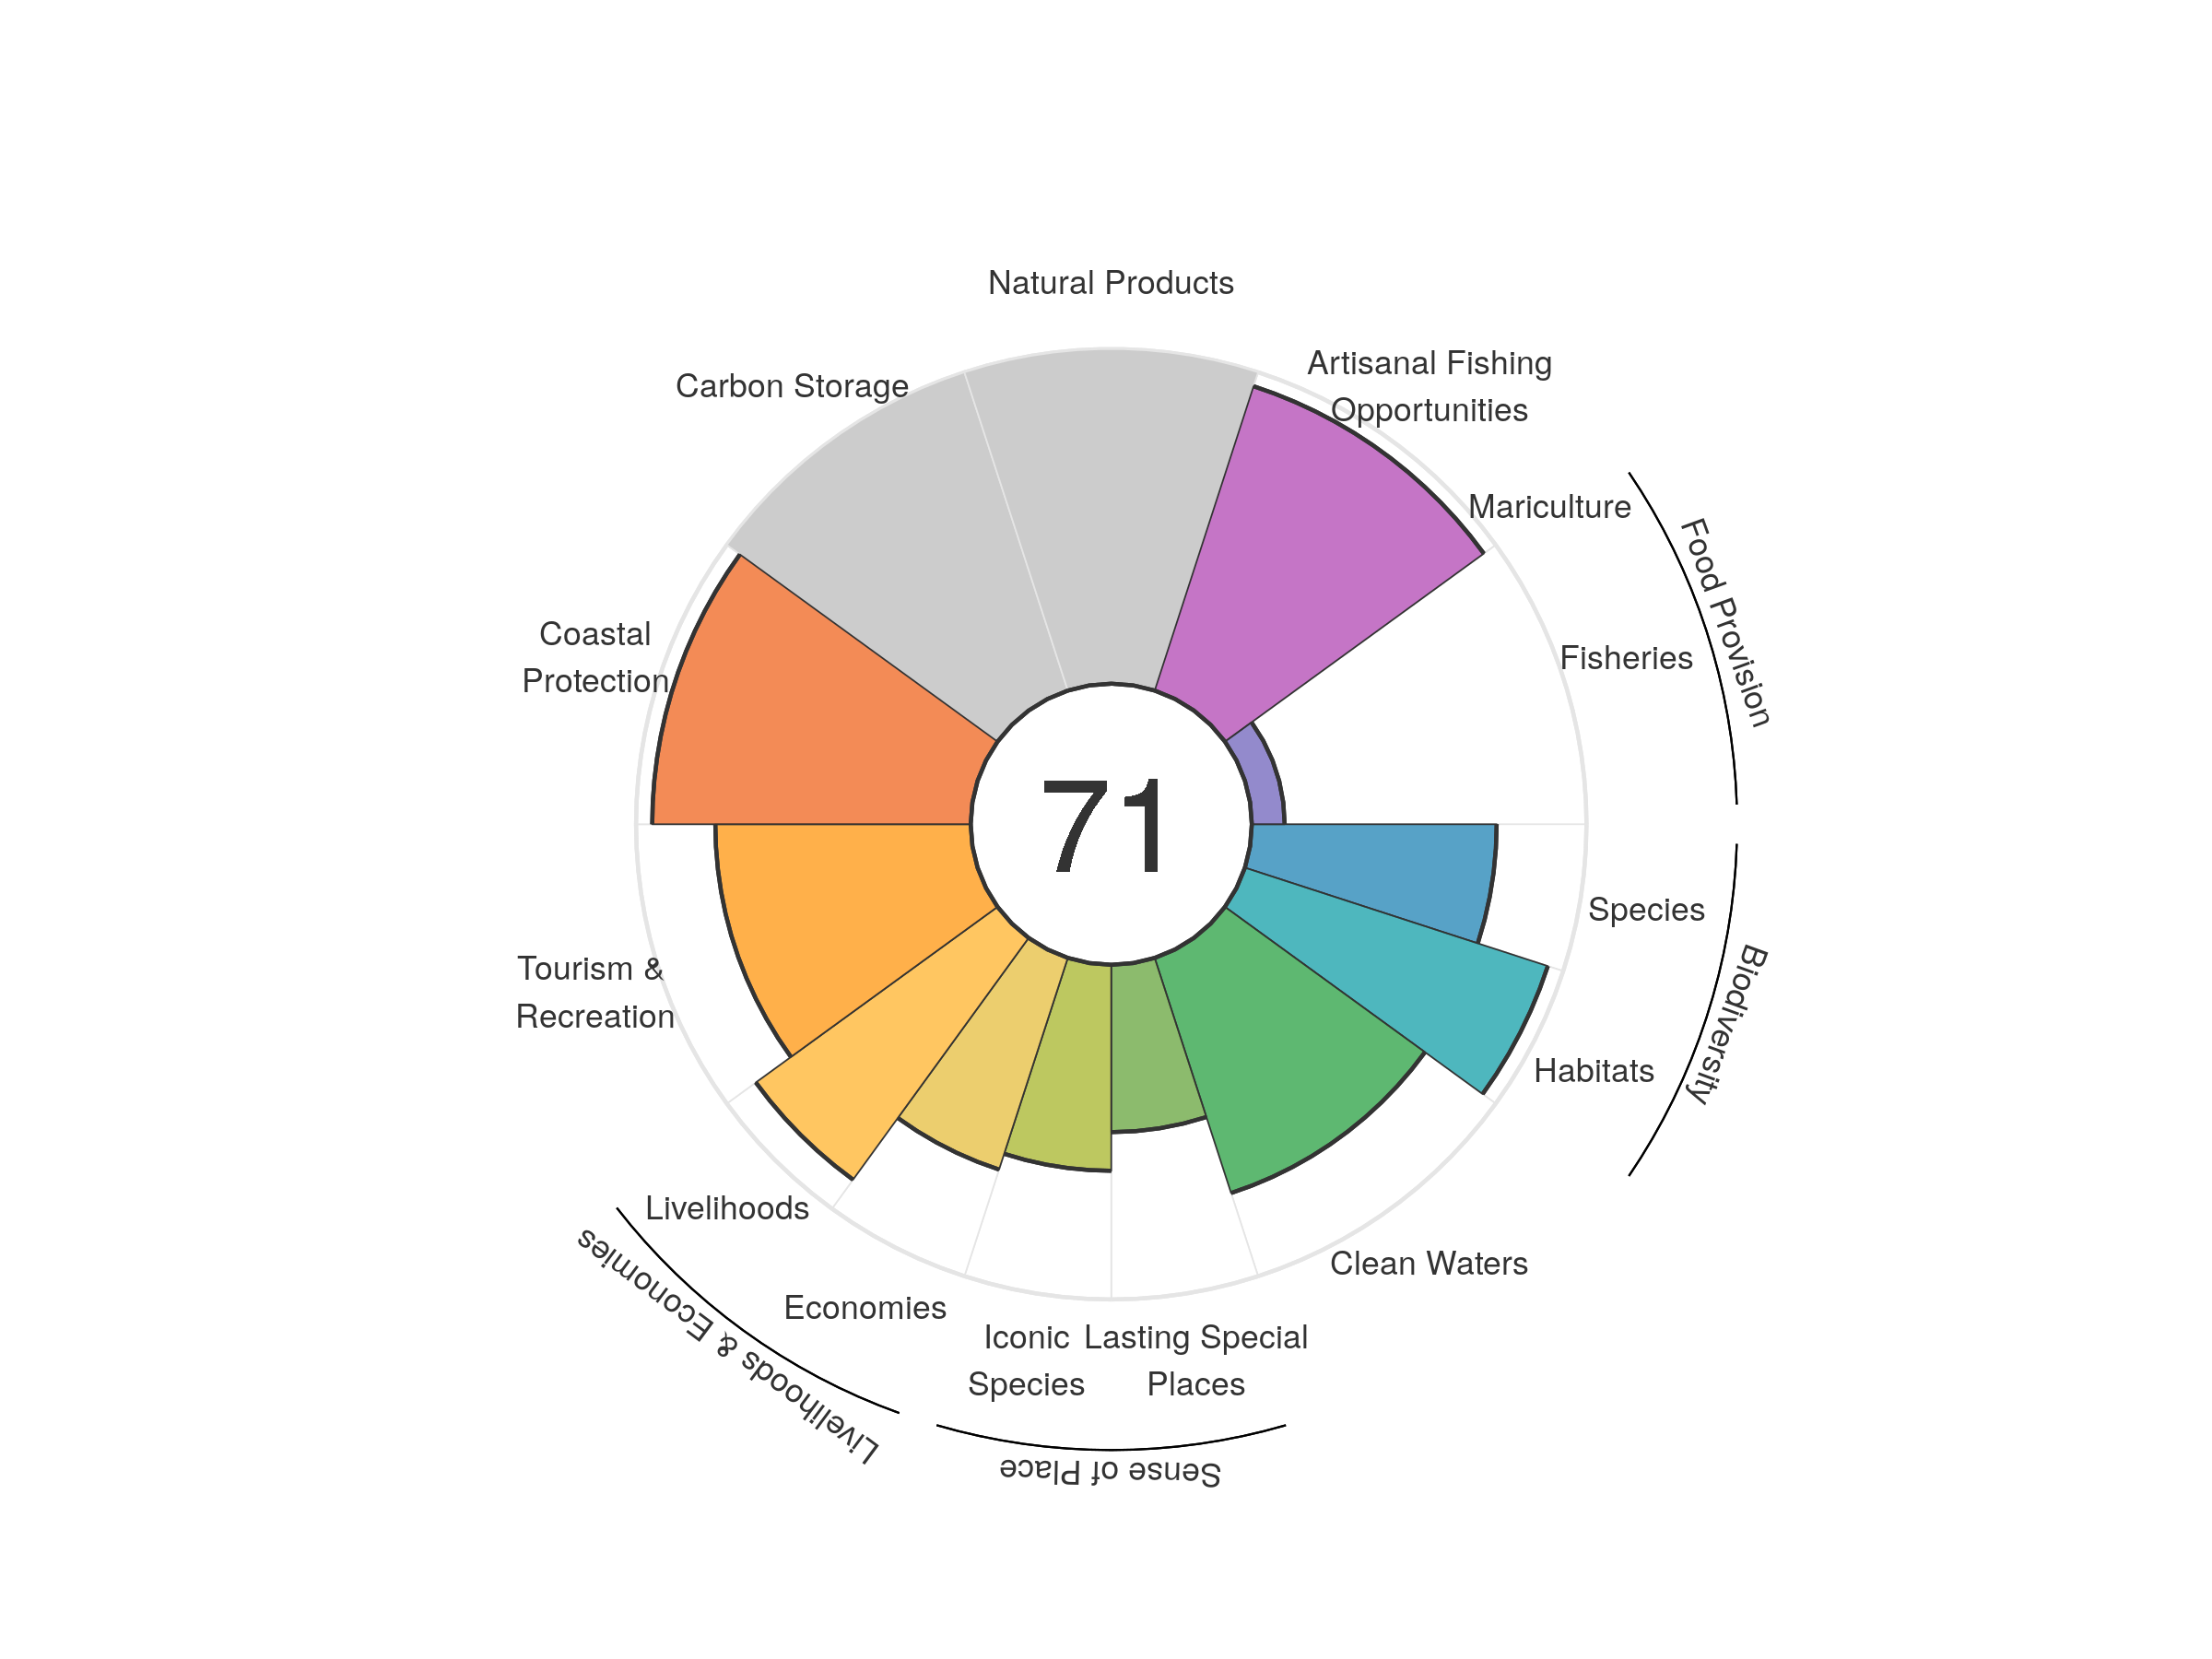 Natural Products
Artisanal Fishing
Opportunities
Carbon Storage
Mariculture
Food Provision
Fisheries
Coastal
Protection
71
Species
Biodiversity
Tourism &
Recreation
Habitats
Livelihoods
Livelihoods & Economies
Clean Waters
Economies
Iconic
Species
Lasting Special
Places
Sense of Place